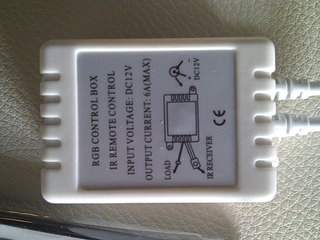 RGB CONTROL BOX
IR REMOTE CONTROL
INPUT VOLTAGE: DC12V
OUTPUT CURRENT: 6A(MAX)
LOAD
IR RECEIVER
+ -
DC12V
CE